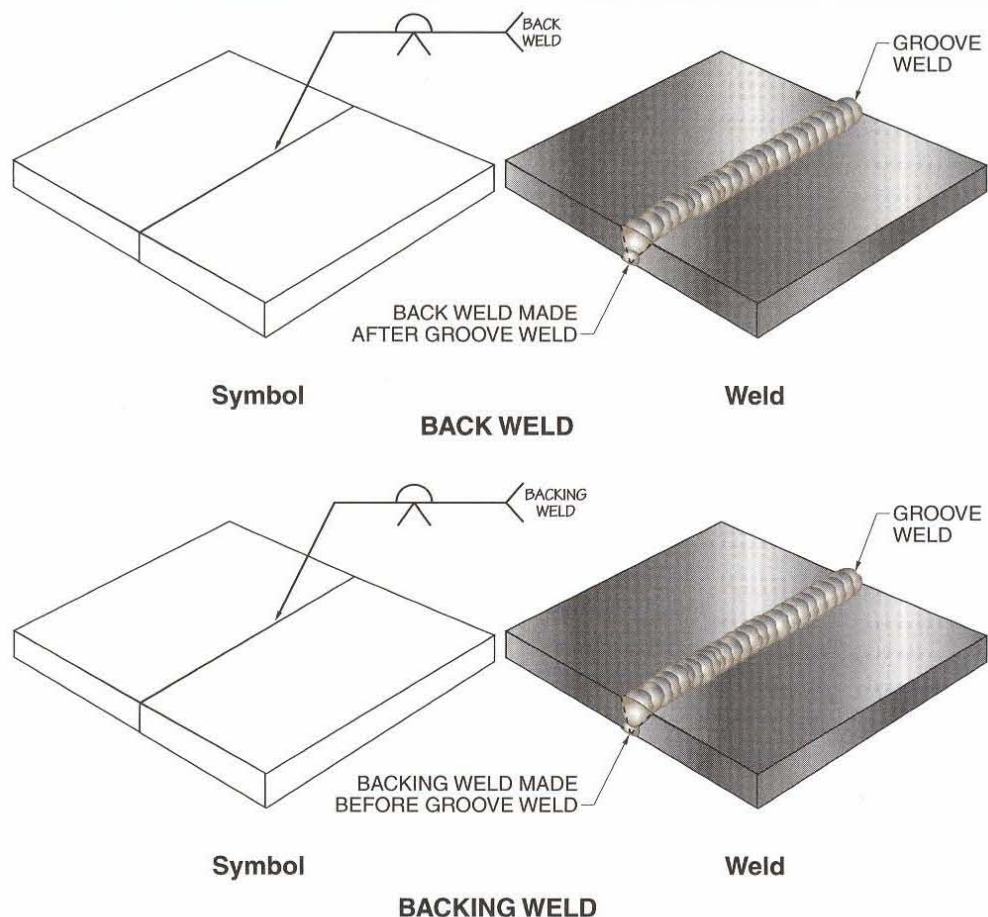 BACK
WELD
GROOVE
WELD
BACK WELD MADE
AFTER GROOVE WELD
Symbol
Weld
BACK WELD
BACKING
WELD
GROOVE
WELD
BACKING WELD MADE
BEFORE GROOVE WELD
Symbol
Weld
BACKING WELD